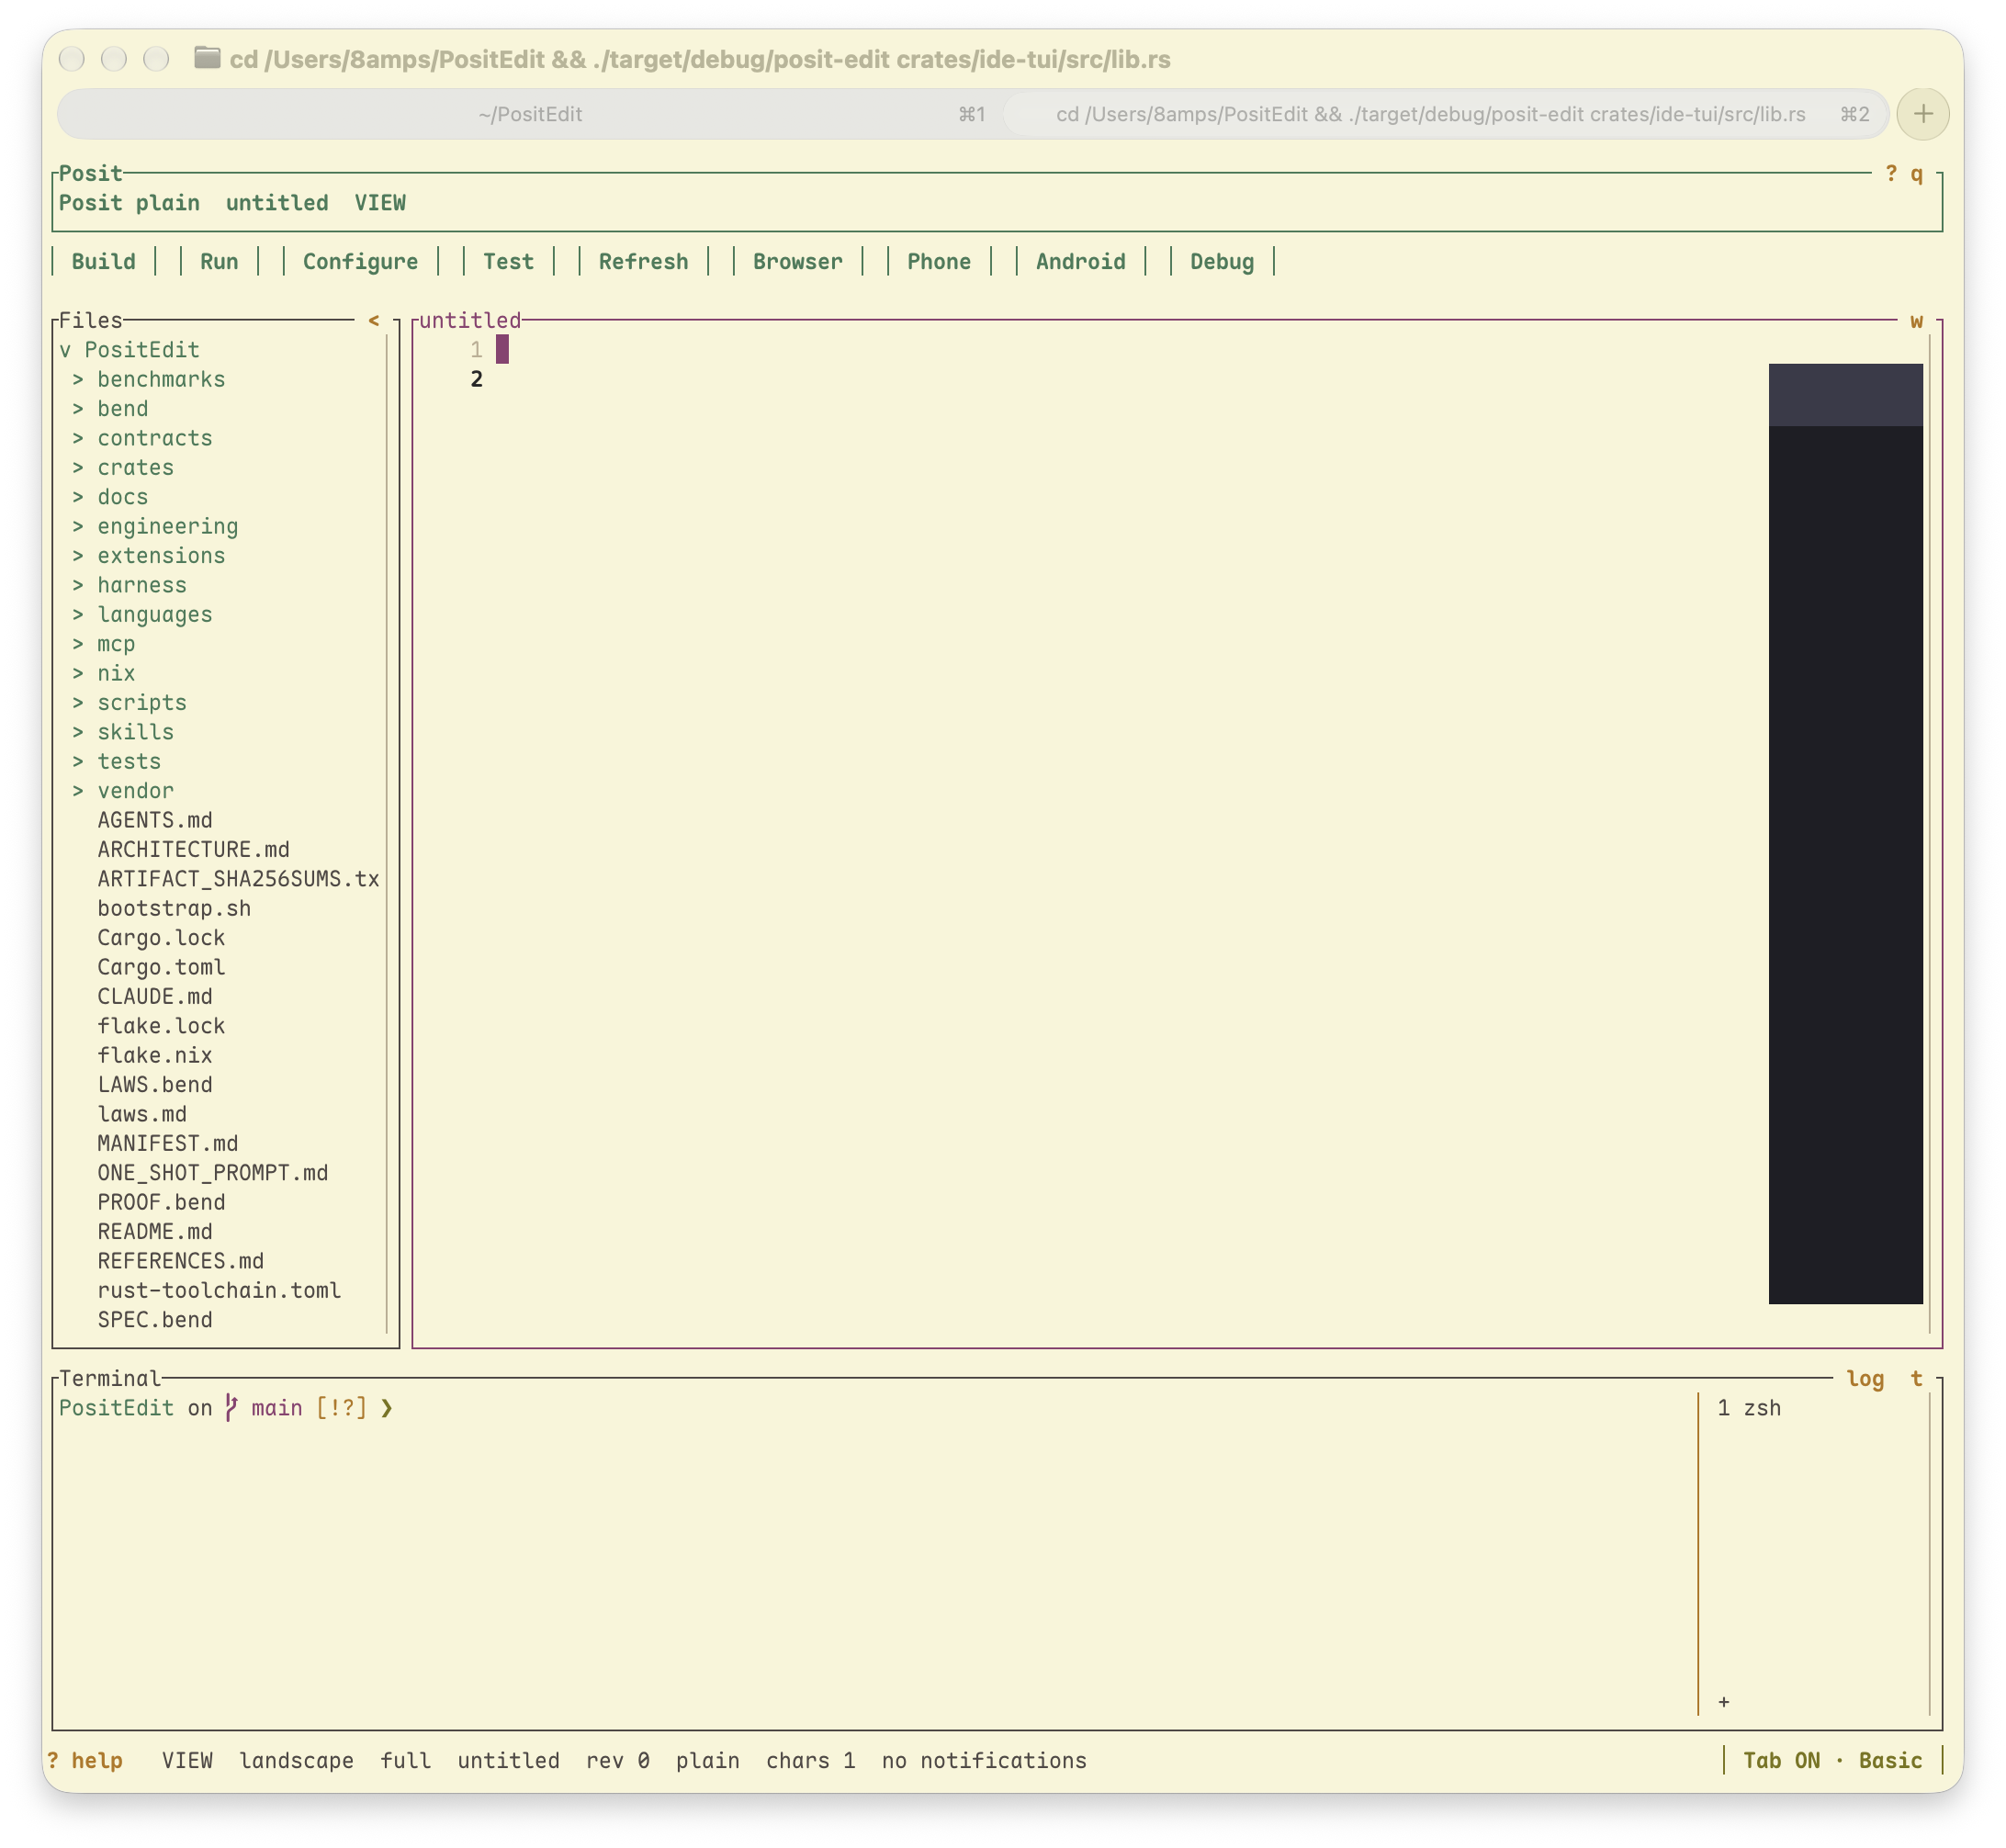 cd /Users/8amps/PositEdit && ./target/debug/posit-edit crates/ide-tui/src/lib.rs
~/PositEdit ⌘1 cd /Users/8amps/PositEdit && ./target/debug/posit-edit crates/ide-tui/src/lib.rs ⌘2 +
Posit ? q
Posit plain untitled VIEW
Build Run Configure Test Refresh Browser Phone Android Debug
Files <
v PositEdit
> benchmarks
> bend
> contracts
> crates
> docs
> engineering
> extensions
> harness
> languages
> mcp
> nix
> scripts
> skills
> tests
> vendor
AGENTS.md
ARCHITECTURE.md
ARTIFACT_SHA256SUMS.tx
bootstrap.sh
Cargo.lock
Cargo.toml
CLAUDE.md
flake.lock
flake.nix
LAWS.bend
laws.md
MANIFEST.md
ONE_SHOT_PROMPT.md
PROOF.bend
README.md
REFERENCES.md
rust-toolchain.toml
SPEC.bend
untitled w
1
2
Terminal log t
PositEdit on main [!?] ❯
1 zsh
+
? help VIEW landscape full untitled rev 0 plain chars 1 no notifications Tab ON · Basic